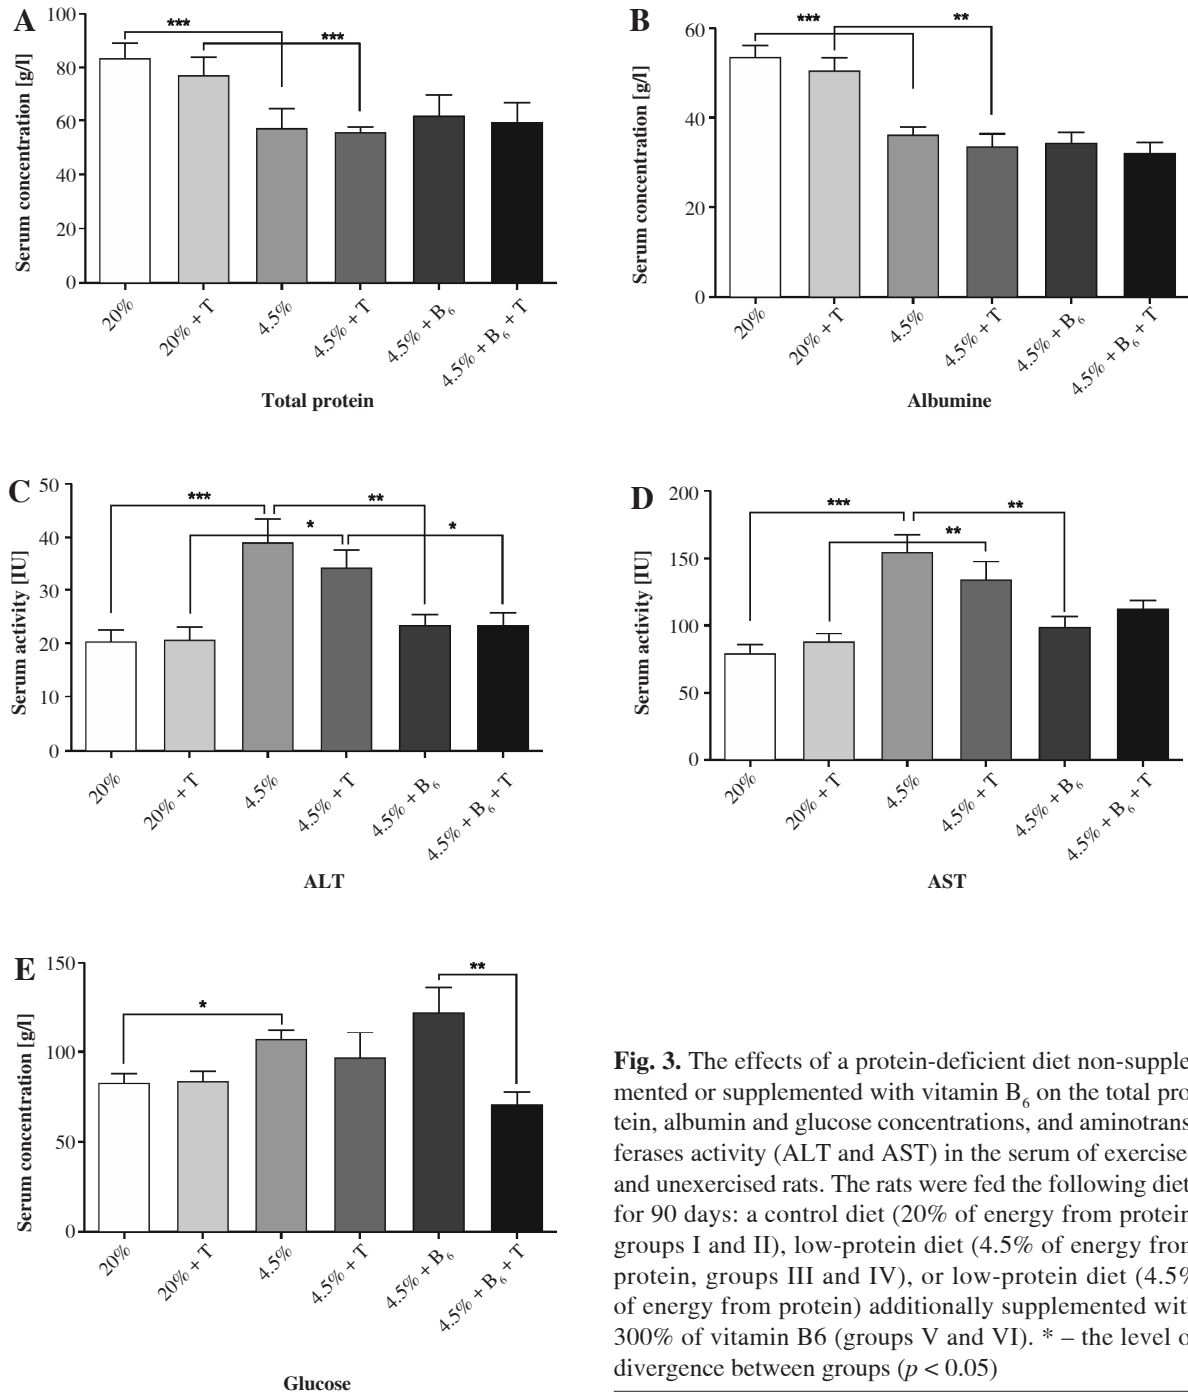 A
Serum concentration [g/l]
100
80
60
40
20
0
***
***
20%
20% + T
4.5%
4.5% + T
4.5% + B6
4.5% + B6 + T
Total protein
B
Serum concentration [g/l]
60
40
20
0
***
**
20%
20% + T
4.5%
4.5% + T
4.5% + B6
4.5% + B6 + T
Albumine
C
Serum activity [IU]
50
40
30
20
10
0
***
**
*
*
20%
20% + T
4.5%
4.5% + T
4.5% + B6
4.5% + B6 + T
ALT
D
Serum activity [IU]
200
150
100
50
0
***
**
**
20%
20% + T
4.5%
4.5% + T
4.5% + B6
4.5% + B6 + T
AST
E
Serum concentration [g/l]
150
100
50
0
*
**
20%
20% + T
4.5%
4.5% + T
4.5% + B6
4.5% + B6 + T
Glucose
Fig. 3. The effects of a protein-deficient diet non-supple
mented or supplemented with vitamin B6 on the total pro
tein, albumin and glucose concentrations, and aminotrans
ferases activity (ALT and AST) in the serum of exercise
and unexercised rats. The rats were fed the following diet
for 90 days: a control diet (20% of energy from protein
groups I and II), low-protein diet (4.5% of energy from
protein, groups III and IV), or low-protein diet (4.5%
of energy from protein) additionally supplemented with
300% of vitamin B6 (groups V and VI). * – the level o
divergence between groups (p < 0.05)